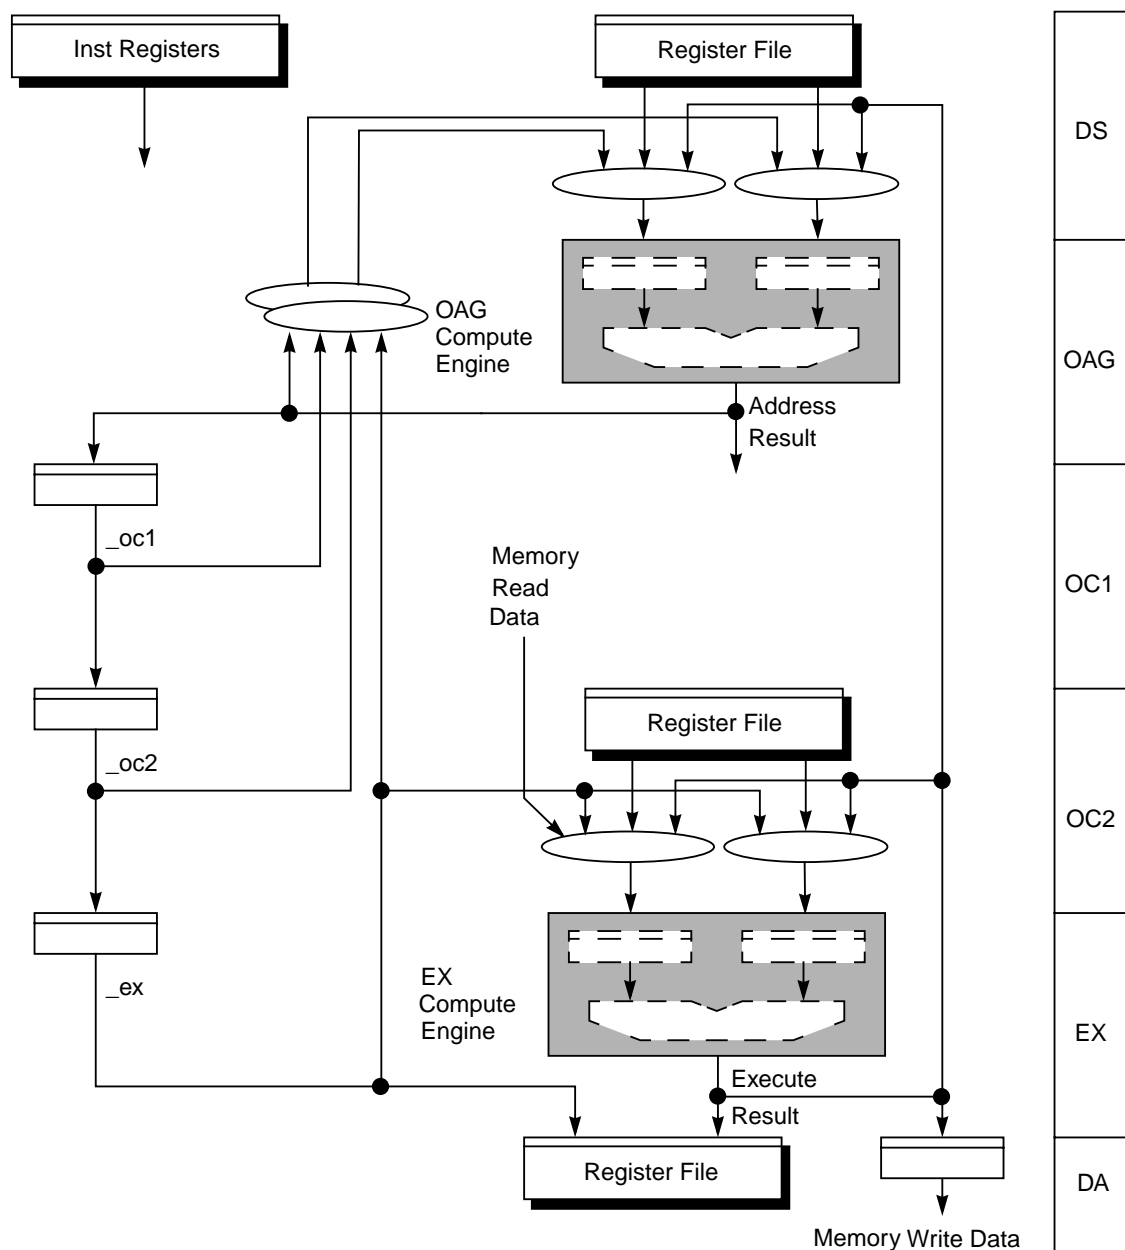 Inst Registers
Register File
DS
OAG
Compute
Engine
OAG
Address
Result
_oc1
Memory
Read
Data
OC1
Register File
_oc2
OC2
_ex
EX
Compute
Engine
EX
Execute
Result
Register File
DA
Memory Write Data